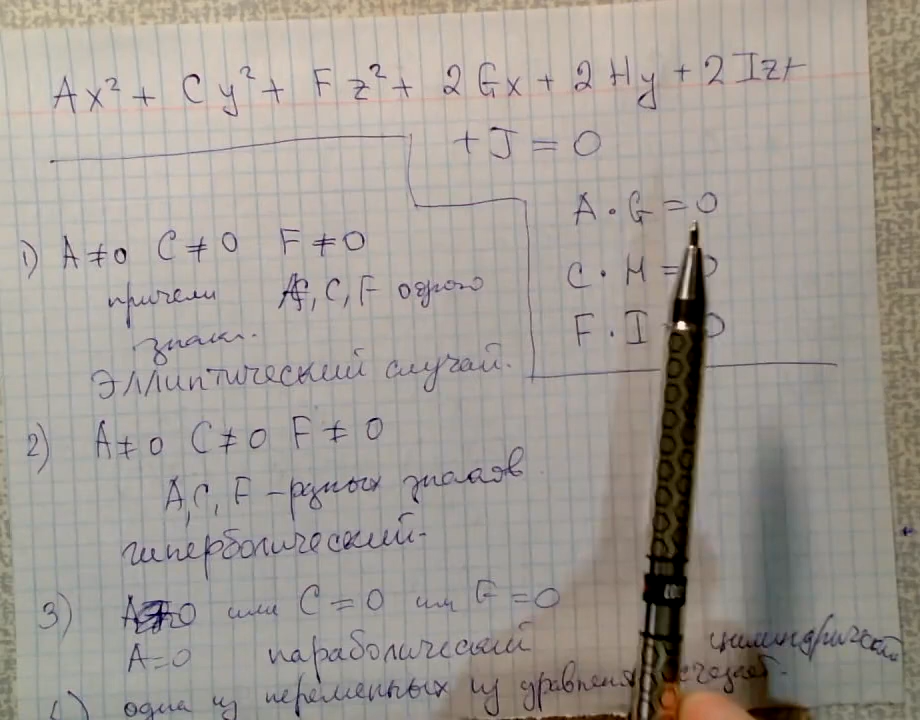 Ax² + Cy² + Fz² + 2Gx + 2Hy + 2Iz+
+ J = 0
A · G = 0
C · H = 0
F · I 0
1) A ≠ 0 C ≠ 0 F ≠ 0
причем A, C, F одного
знака.
Эллиптический случай.
2) A ≠ 0 C ≠ 0 F ≠ 0
A, C, F – разных знаков
гиперболический-
3) или C = 0 или F = 0
A = 0 параболический цилиндрический
одна из переменных из уравнения исчезает.